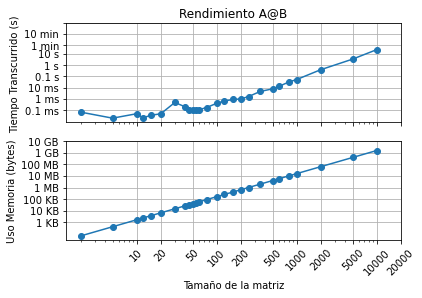 Rendimiento A@B
Tiempo Transcurrido (s)
10 min
1 min
10 s
1 s
0.1 s
10 ms
1 ms
0.1 ms
Uso Memoria (bytes)
10 GB
1 GB
100 MB
10 MB
1 MB
100 KB
10 KB
1 KB
10
20
50
100
200
500
1000
2000
5000
10000
20000
Tamaño de la matriz